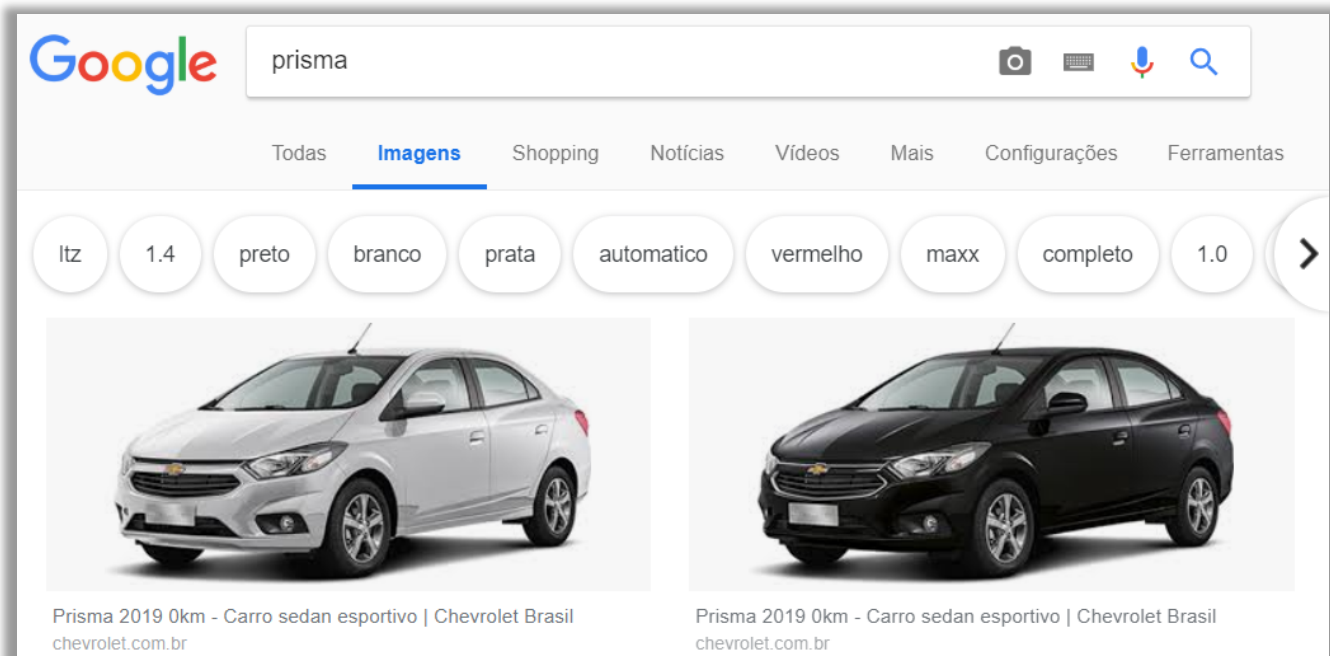 Google prisma
Todas Imagens Shopping Notícias Vídeos Mais Configurações Ferramentas
ltz 1.4 preto branco prata automatico vermelho maxx completo 1.0
Prisma 2019 0km - Carro sedan esportivo | Chevrolet Brasil
chevrolet.com.br
Prisma 2019 0km - Carro sedan esportivo | Chevrolet Brasil
chevrolet.com.br